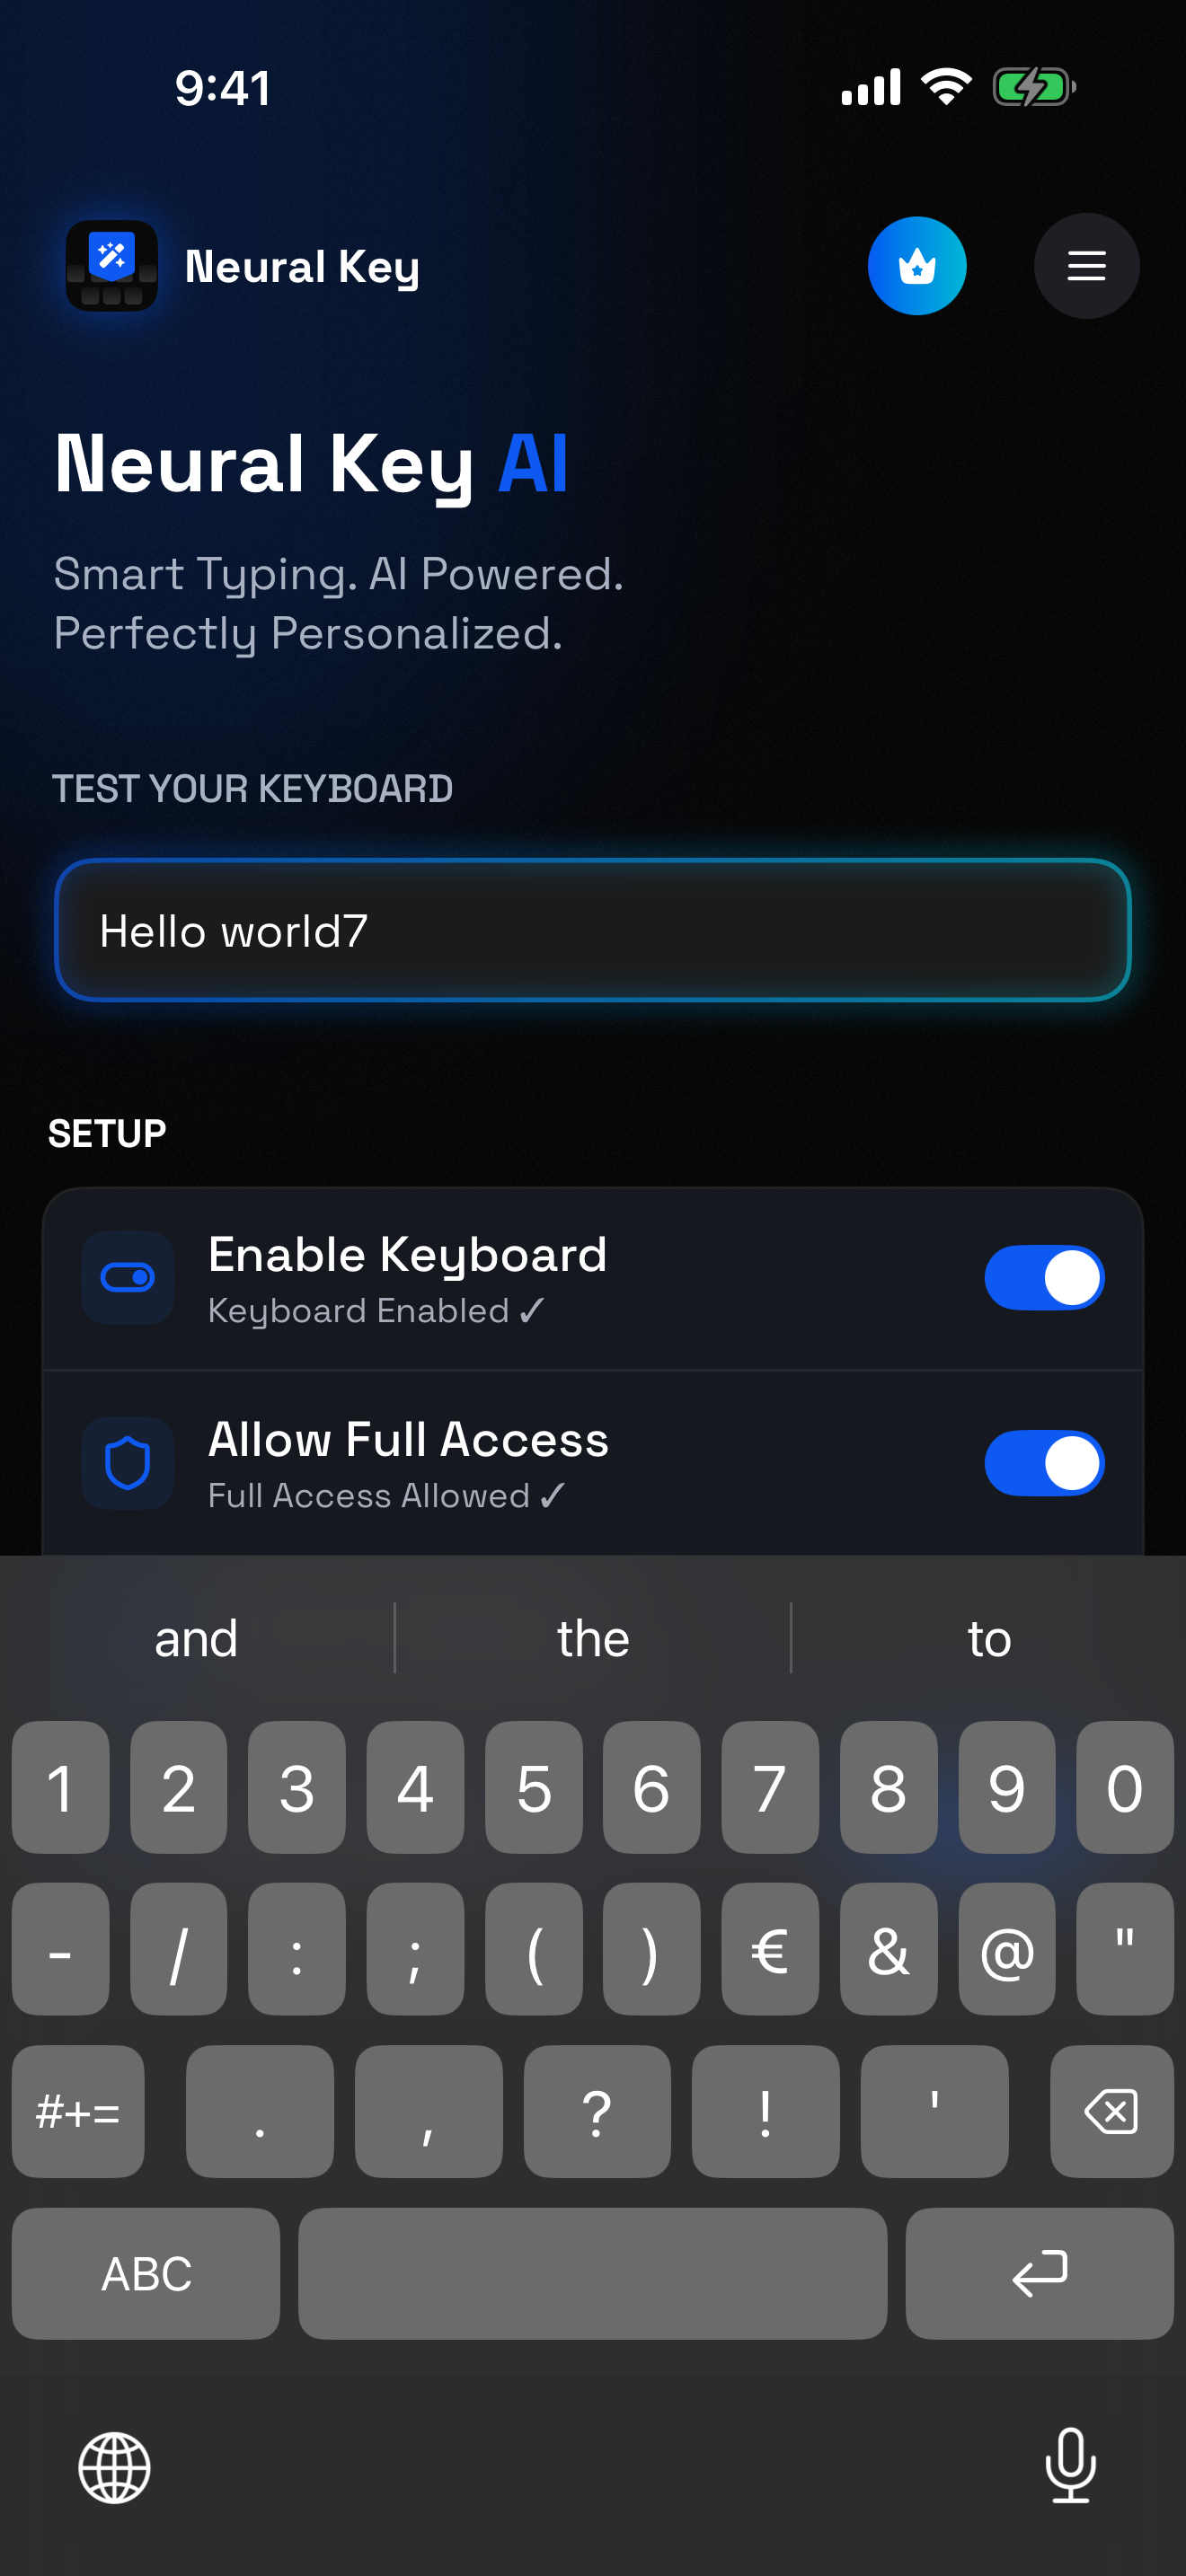 9:41
Neural Key
Neural Key AI
Smart Typing. AI Powered.
Perfectly Personalized.
TEST YOUR KEYBOARD
Hello world7
SETUP
Enable Keyboard
Keyboard Enabled ✓
Allow Full Access
Full Access Allowed ✓
and the to
1 2 3 4 5 6 7 8 9 0
- / : ; ( ) € & @ "
#+= . , ? ! '
ABC